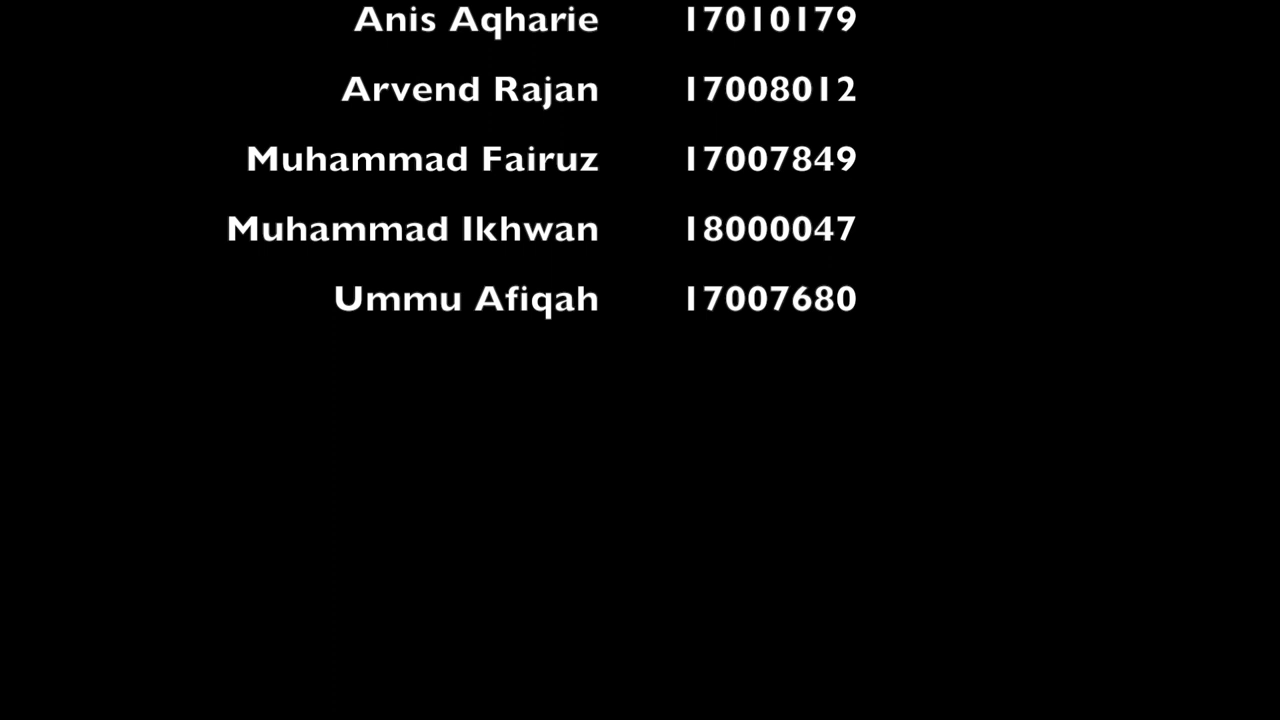 Anis Aqharie 17010179
Arvend Rajan 17008012
Muhammad Fairuz 17007849
Muhammad Ikhwan 18000047
Ummu Afiqah 17007680